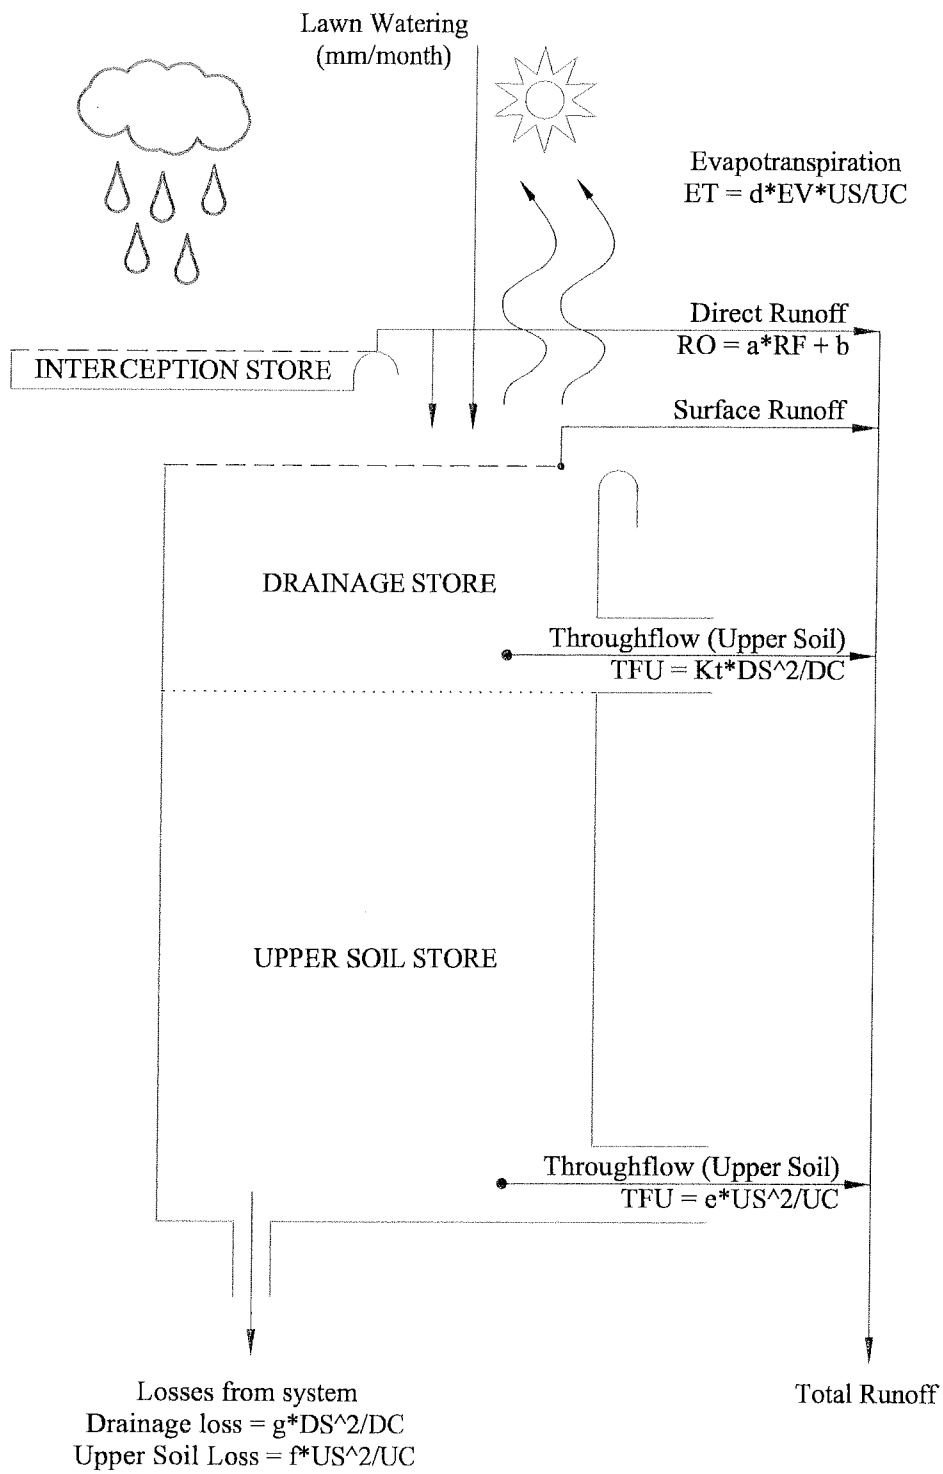 Lawn Watering
(mm/month)
Evapotranspiration
ET = d*EV*US/UC
Direct Runoff
RO = a*RF + b
INTERCEPTION STORE
Surface Runoff
DRAINAGE STORE
Throughflow (Upper Soil)
TFU = Kt*DS^2/DC
UPPER SOIL STORE
Throughflow (Upper Soil)
TFU = e*US^2/UC
Losses from system
Drainage loss = g*DS^2/DC
Upper Soil Loss = f*US^2/UC
Total Runoff